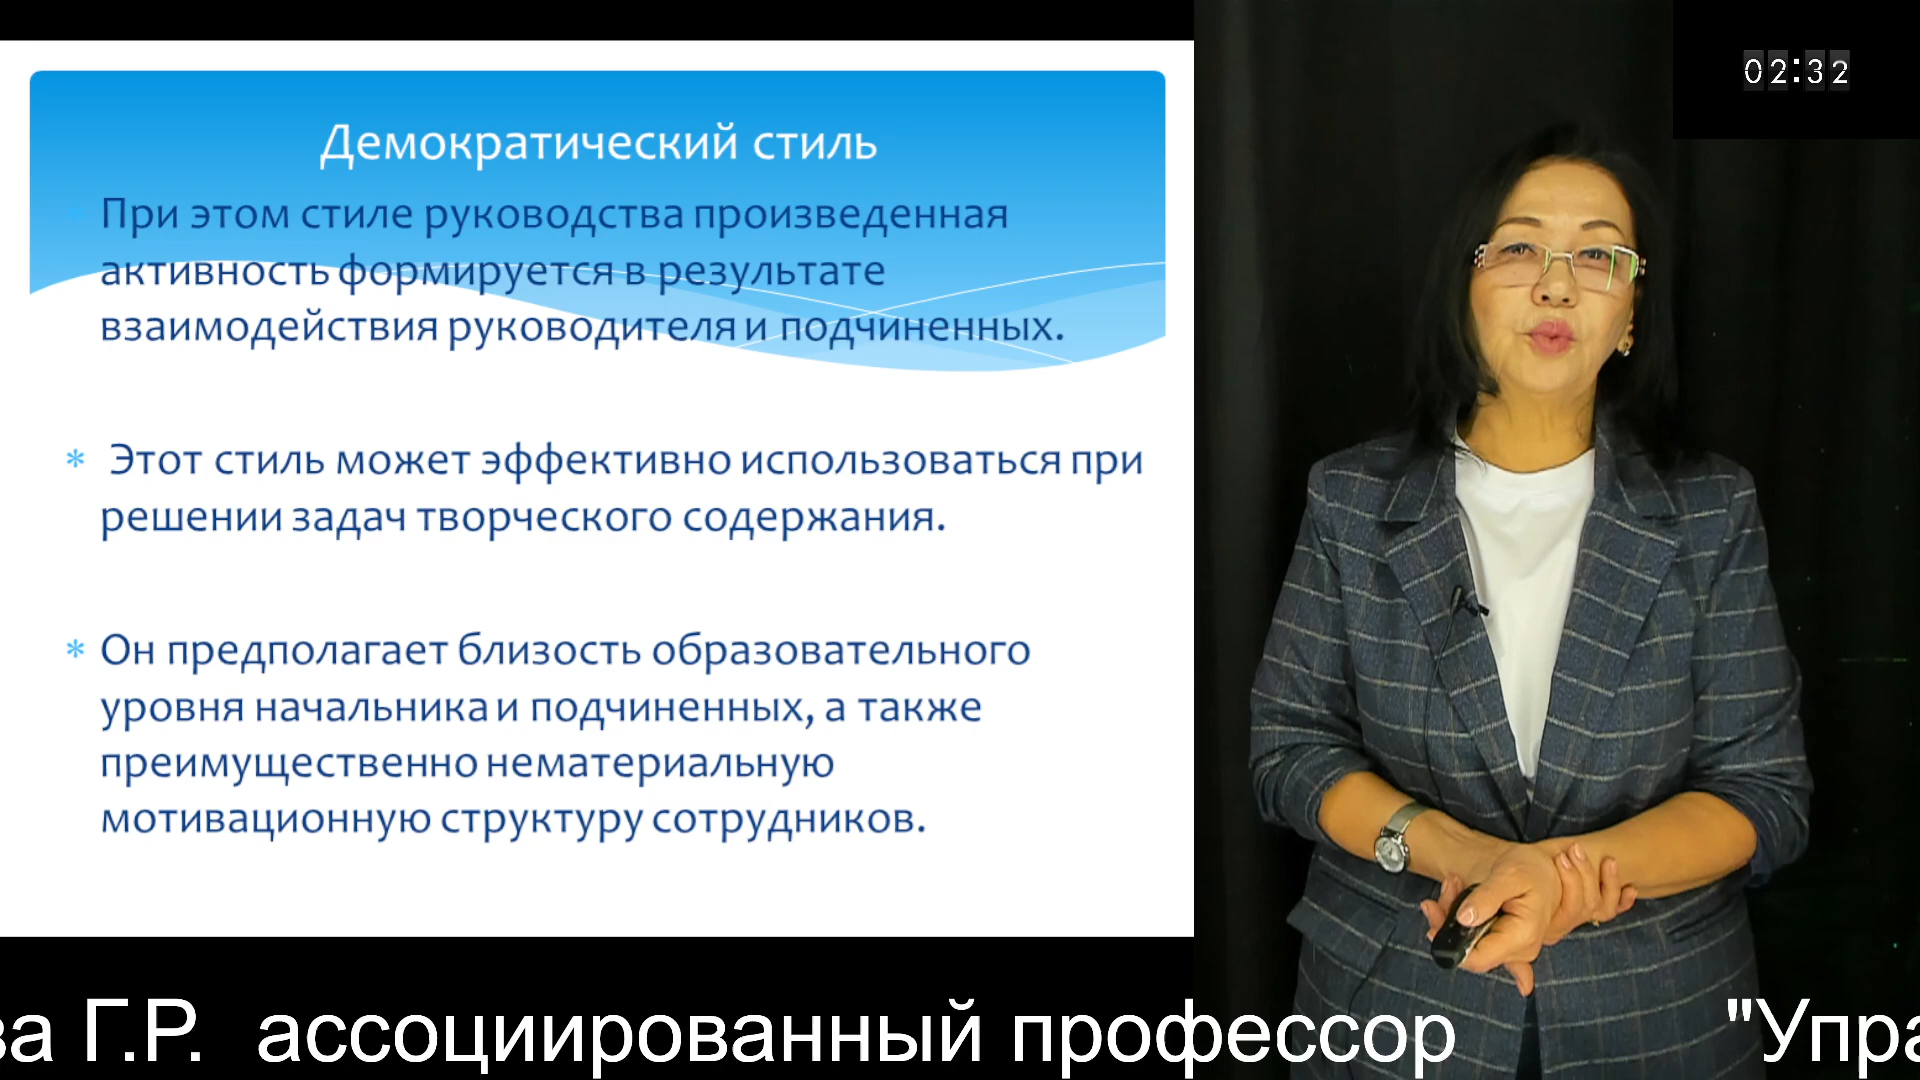 02:32
Демократический стиль
При этом стиле руководства произведенная
активность формируется в результате
взаимодействия руководителя и подчиненных.
* Этот стиль может эффективно использоваться при
решении задач творческого содержания.
* Он предполагает близость образовательного
уровня начальника и подчиненных, а также
преимущественно нематериальную
мотивационную структуру сотрудников.
ва Г.Р. ассоциированный профессор "Упра